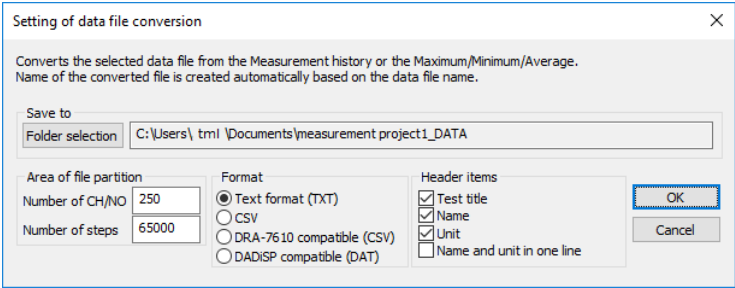 Setting of data file conversion
Converts the selected data file from the Measurement history or the Maximum/Minimum/Average.
Name of the converted file is created automatically based on the data file name.
Save to
Folder selection C:\Users\ tml \Documents\measurement project1_DATA
Area of file partition
Number of CH/NO 250
Number of steps 65000
Format
Text format (TXT)
CSV
DRA-7610 compatible (CSV)
DADiSP compatible (DAT)
Header items
Test title
Name
Unit
Name and unit in one line
OK
Cancel